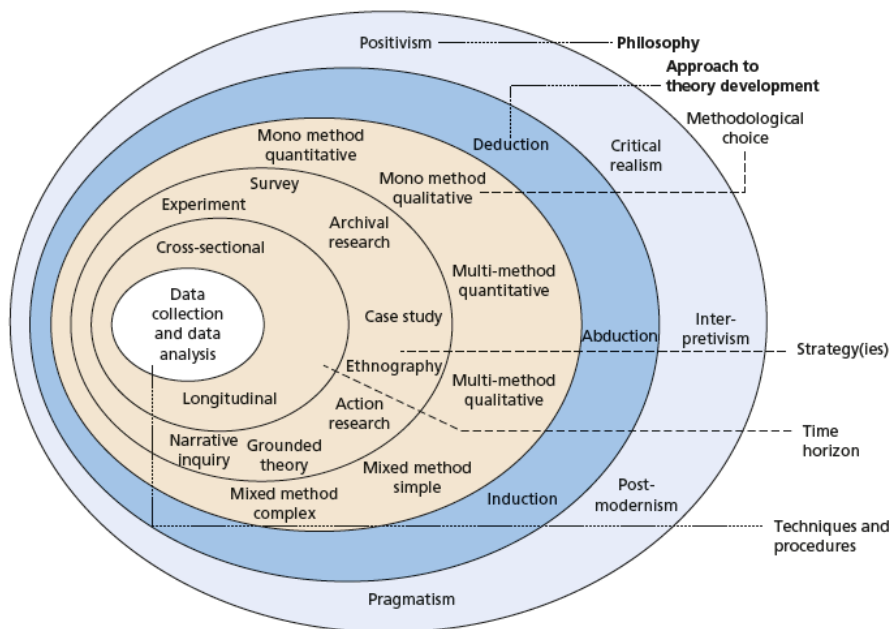 Positivism
Philosophy
Approach to
theory development
Methodological
choice
Mono method
quantitative
Deduction
Critical
realism
Mono method
qualitative
Survey
Experiment
Archival
research
Cross-sectional
Multi-method
quantitative
Data
collection
and data
analysis
Case study
Abduction
Inter-
pretivism
Strategy(ies)
Ethnography
Multi-method
qualitative
Longitudinal
Action
research
Time
horizon
Narrative
inquiry
Grounded
theory
Mixed method
simple
Mixed method
complex
Induction
Post-
modernism
Techniques and
procedures
Pragmatism